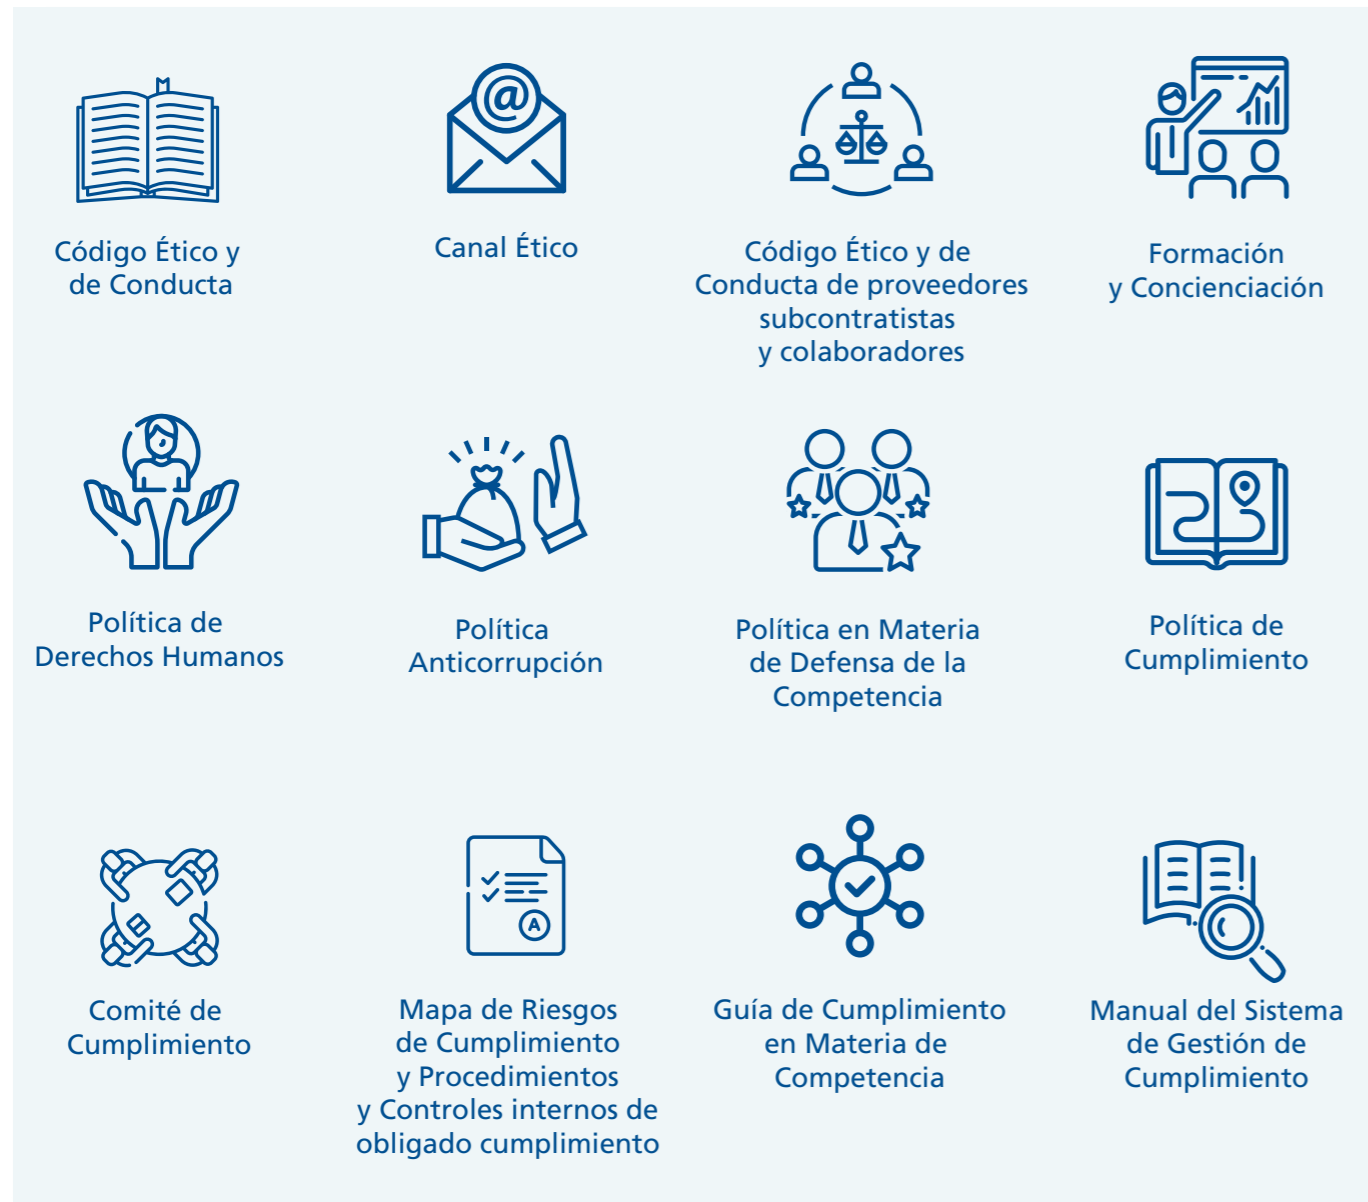 @
Código Ético y
de Conducta
Canal Ético
Código Ético y de
Conducta de proveedores
subcontratistas
y colaboradores
Formación
y Concienciación
Política de
Derechos Humanos
Política
Anticorrupción
Política en Materia
de Defensa de la
Competencia
Política de
Cumplimiento
A
Comité de
Cumplimiento
Mapa de Riesgos
de Cumplimiento
y Procedimientos
y Controles internos de
obligado cumplimiento
Guía de Cumplimiento
en Materia de
Competencia
Manual del Sistema
de Gestión de
Cumplimiento